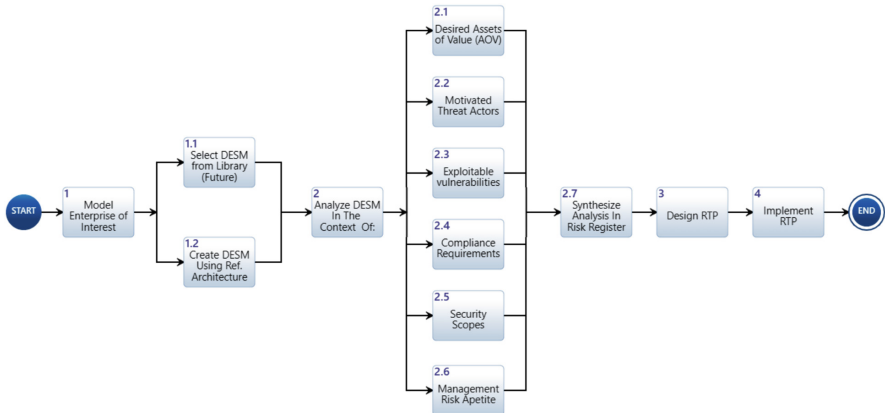 START
1
Model
Enterprise of
Interest
1.1
Select DESM
from Library
(Future)
1.2
Create DESM
Using Ref.
Architecture
2
Analyze DESM
In The
Context Of:
2.1
Desired Assets
of Value (AOV)
2.2
Motivated
Threat Actors
2.3
Exploitable
vulnerabilities
2.4
Compliance
Requirements
2.5
Security
Scopes
2.6
Management
Risk Apetite
2.7
Synthesize
Analysis In
Risk Register
3
Design RTP
4
Implement
RTP
END